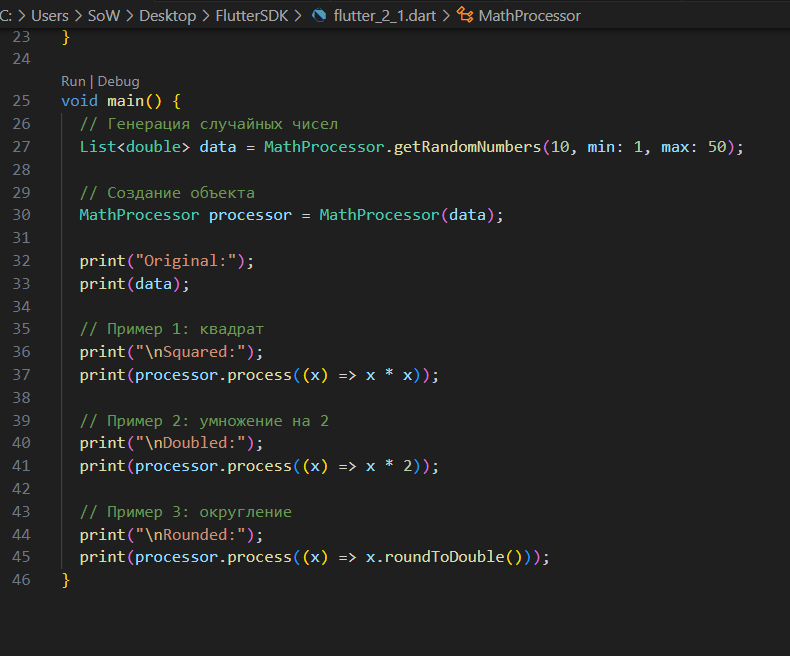 C: > Users > SoW > Desktop > FlutterSDK > flutter_2_1.dart > MathProcessor
23 }
24
Run | Debug
25 void main() {
26 // Генерация случайных чисел
27 List<double> data = MathProcessor.getRandomNumbers(10, min: 1, max: 50);
28
29 // Создание объекта
30 MathProcessor processor = MathProcessor(data);
31
32 print("Original:");
33 print(data);
34
35 // Пример 1: квадрат
36 print("\nSquared:");
37 print(processor.process((x) => x * x));
38
39 // Пример 2: умножение на 2
40 print("\nDoubled:");
41 print(processor.process((x) => x * 2));
42
43 // Пример 3: округление
44 print("\nRounded:");
45 print(processor.process((x) => x.roundToDouble()));
46 }